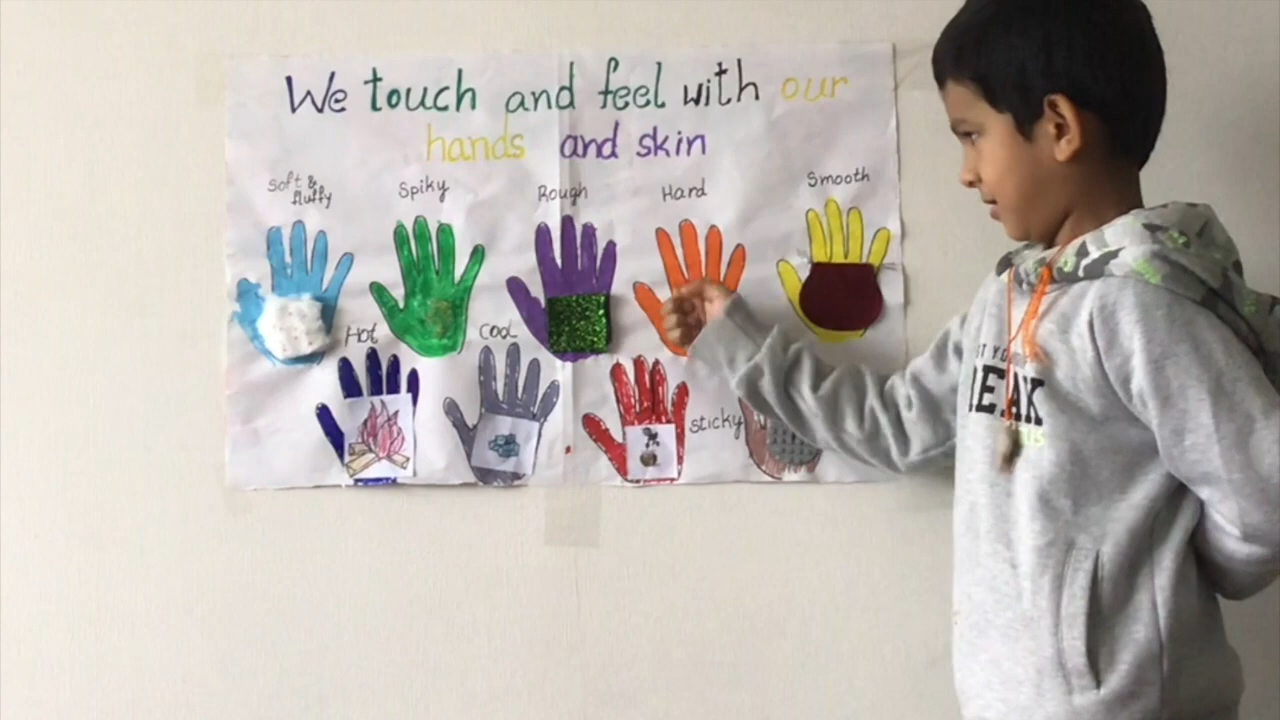 We touch and feel with our
hands and skin
Soft &
fluffy
Spiky
Rough
Hard
Smooth
Hot
Cool
sticky